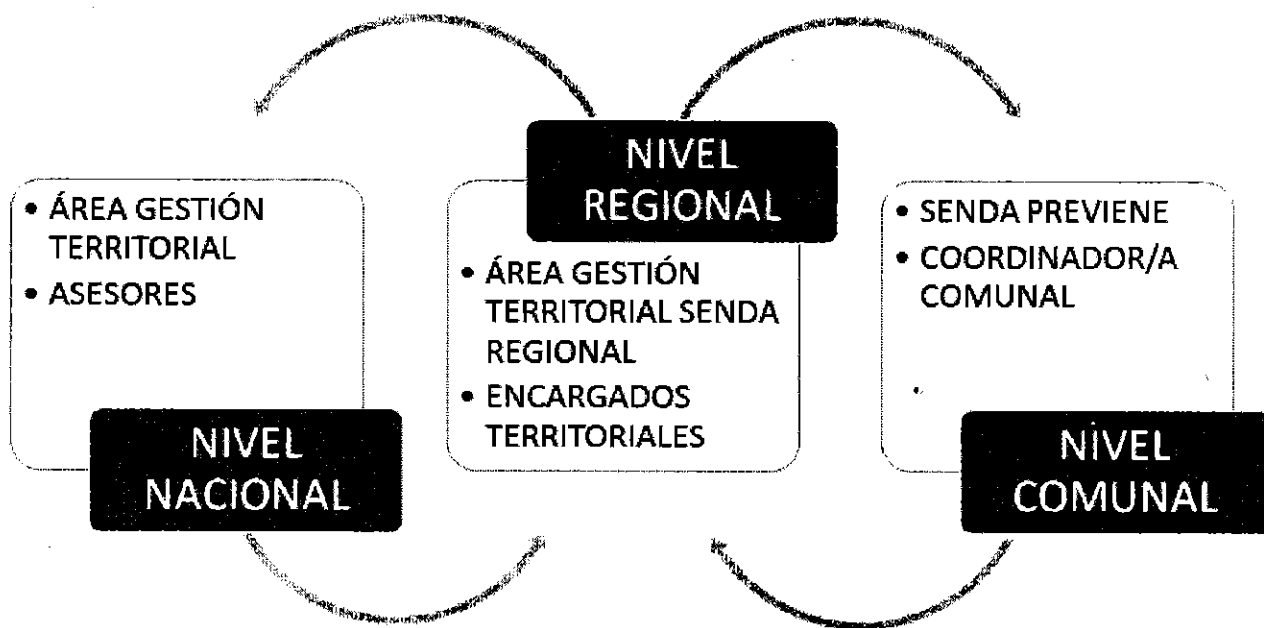 • ÁREA GESTIÓN
TERRITORIAL
• ASESORES
NIVEL
NACIONAL
NIVEL
REGIONAL
• ÁREA GESTIÓN
TERRITORIAL SENDA
REGIONAL
• ENCARGADOS
TERRITORIALES
• SENDA PREVIENE
• COORDINADOR/A
COMUNAL
NIVEL
COMUNAL